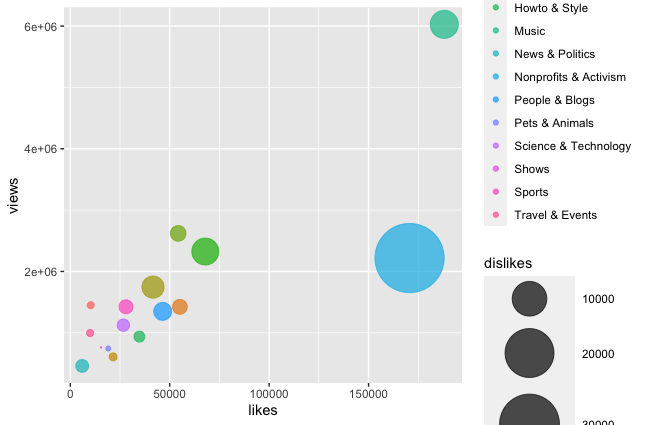 6e+06
4e+06
2e+06
views
0
50000
100000
150000
likes
Howto & Style
Music
News & Politics
Nonprofits & Activism
People & Blogs
Pets & Animals
Science & Technology
Shows
Sports
Travel & Events
dislikes
10000
20000
30000